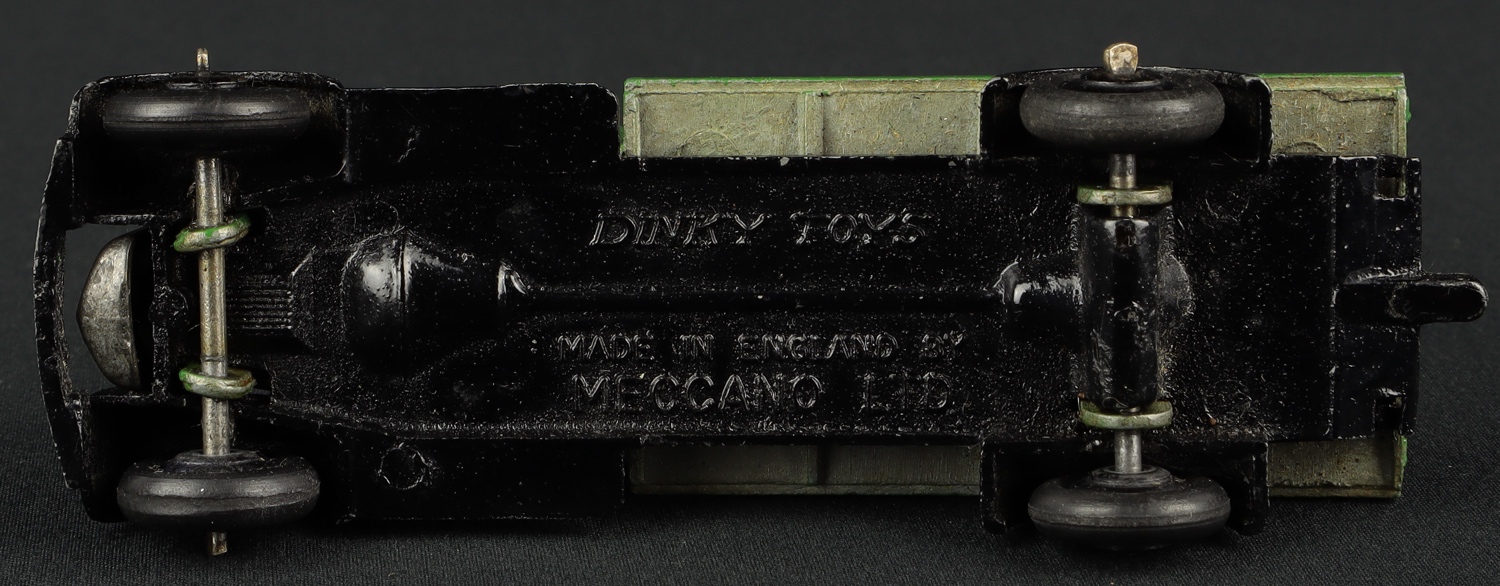 DINKY TOYS
MADE IN ENGLAND BY
MECCANO LTD.